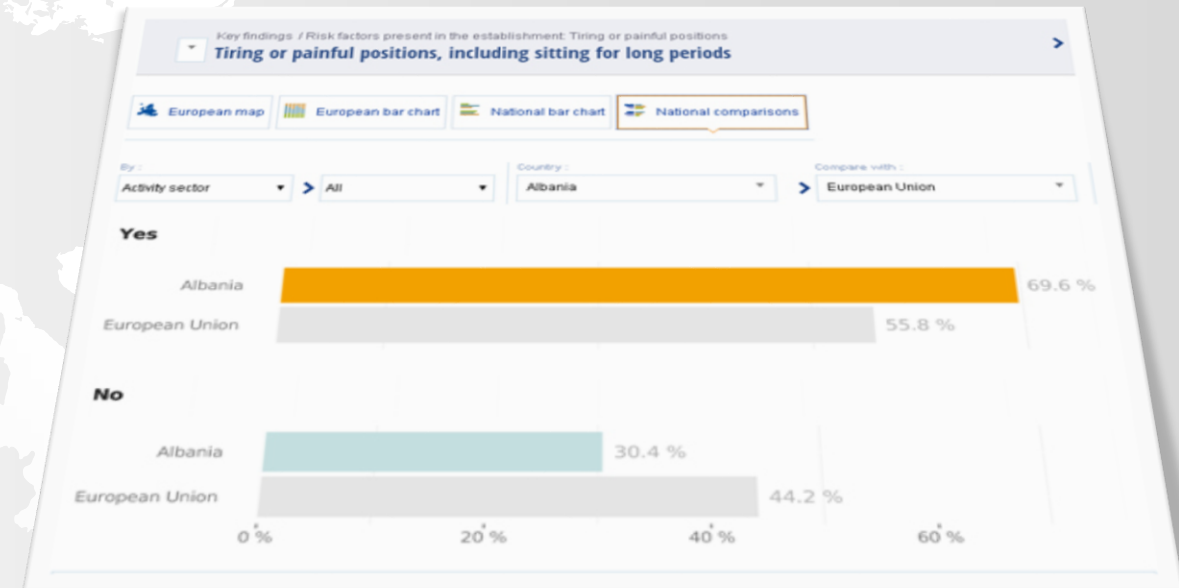 Key findings / Risk factors present in the establishment: Tiring or painful positions
Tiring or painful positions, including sitting for long periods
European map
European bar chart
National bar chart
National comparisons
By :
Country :
Compare with :
Activity sector
All
Albania
European Union
Yes
Albania 69.6 %
European Union 55.8 %
No
Albania 30.4 %
European Union 44.2 %
0 % 20 % 40 % 60 %